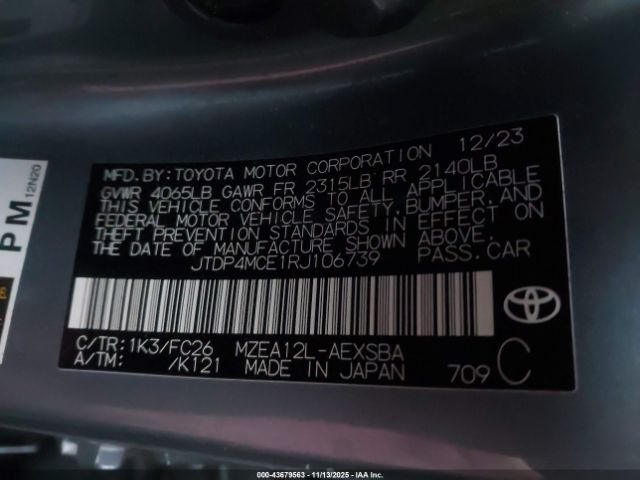 12/23
MFD.BY:TOYOTA MOTOR CORPORATION
GVWR 4065LB GAWR FR 2315LB RR 2140LB
THIS VEHICLE CONFORMS TO ALL APPLICABLE
FEDERAL MOTOR VEHICLE SAFETY,BUMPER,AND
THEFT PREVENTION STANDARDS IN EFFECT ON
THE DATE OF MANUFACTURE SHOWN ABOVE.
JTDP4MCE1RJ106739 PASS.CAR
C/TR:1K3/FC26 MZEA12L-AEXSBA
A/TM: /K121 MADE IN JAPAN 709 C
PM
12N20
000-43679563 - 11/13/2025 - IAA, Inc.